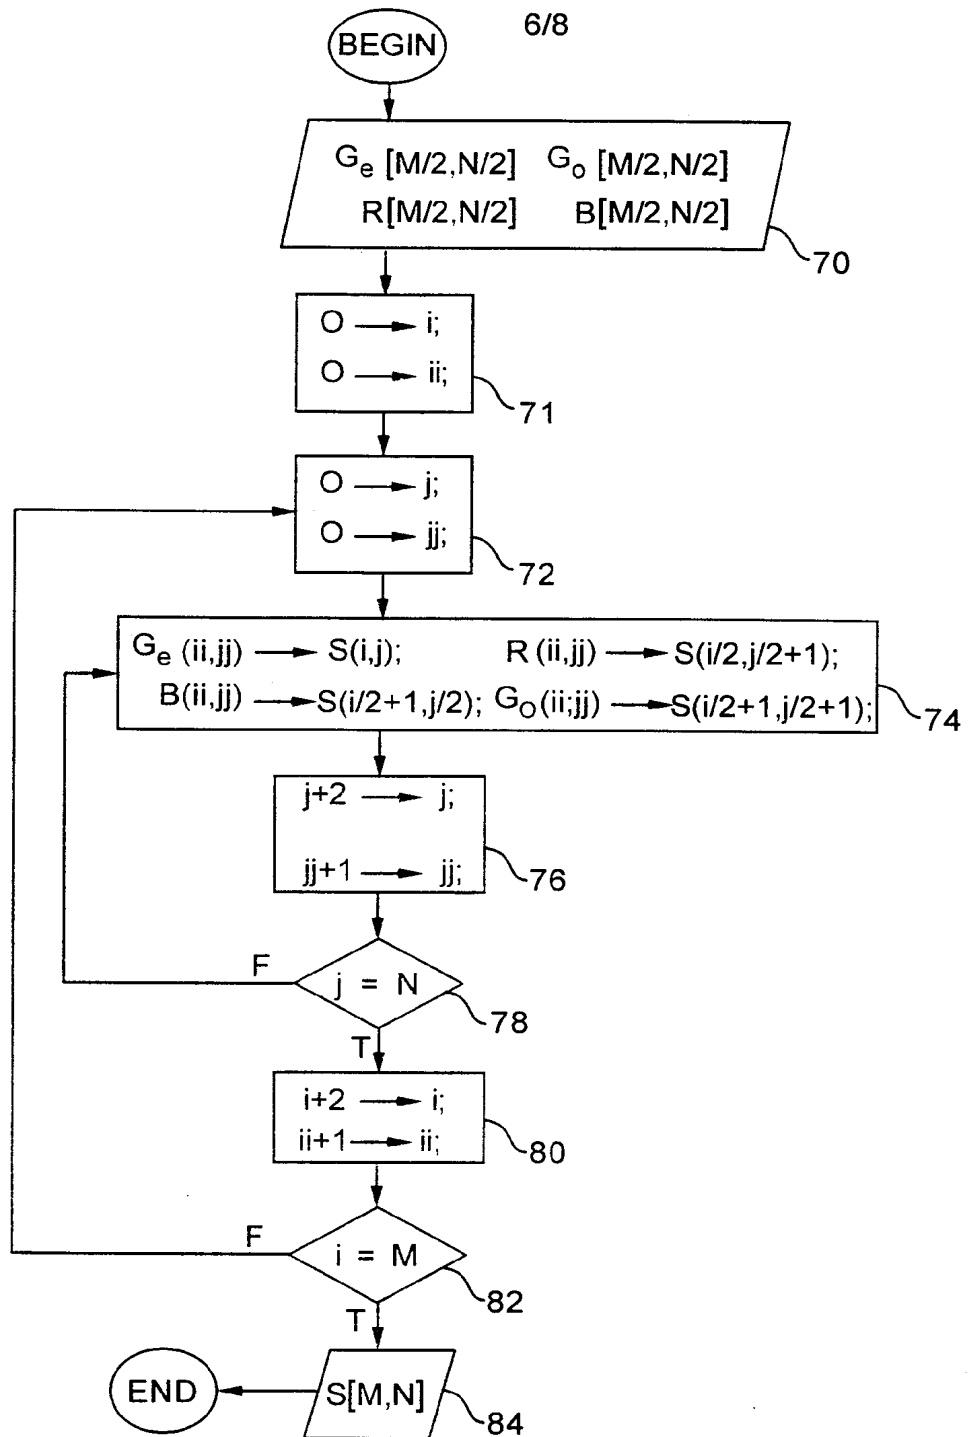 6/8
BEGIN
Ge [M/2,N/2] Go [M/2,N/2]
R[M/2,N/2] B[M/2,N/2]
70
O → i;
O → ii;
71
O → j;
O → jj;
72
Ge (ii,jj) → S(i,j); R (ii,jj) → S(i/2,j/2+1);
B(ii,jj) → S(i/2+1,j/2); GO(ii;jj) → S(i/2+1,j/2+1);
74
j+2 → j;
jj+1 → jj;
76
F
j = N
78
T
i+2 → i;
ii+1 → ii;
80
F
i = M
82
T
END
S[M,N]
84